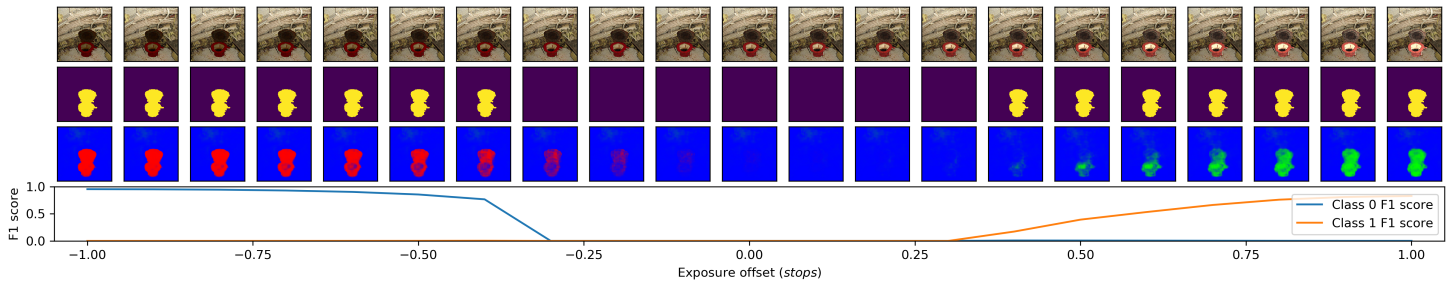 1.0
0.5
0.0
F1 score
Class 0 F1 score
Class 1 F1 score
−1.00 −0.75 −0.50 −0.25 0.00 0.25 0.50 0.75 1.00
Exposure offset (stops)